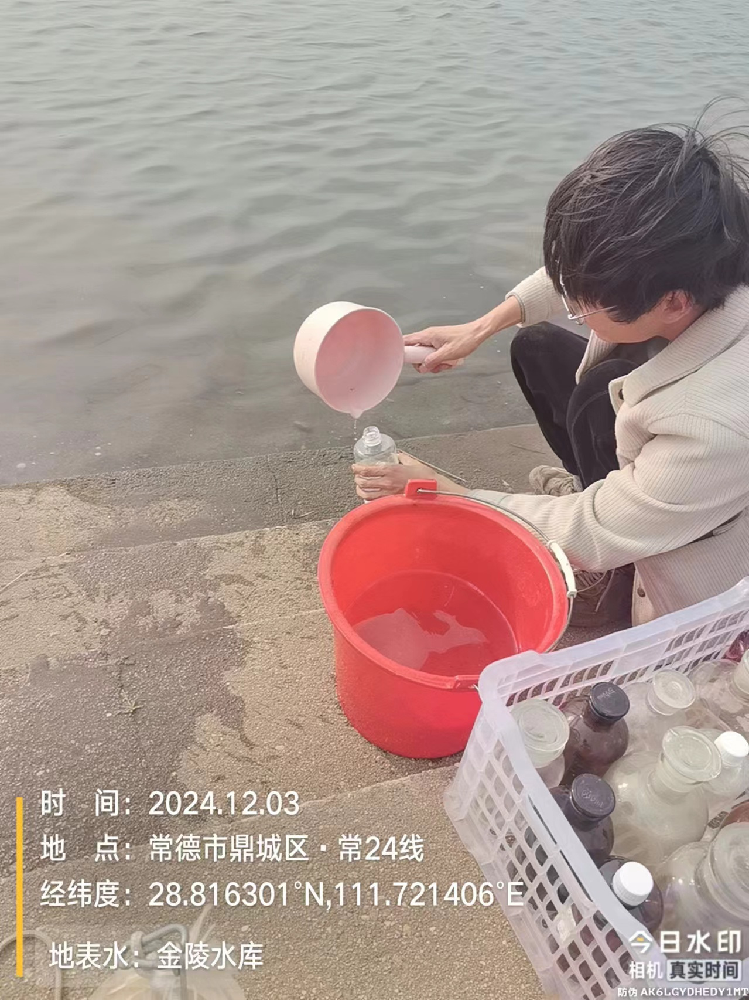 时 间：2024.12.03
地 点：常德市鼎城区·常24线
经纬度：28.816301°N,111.721406°E
地表水：金陵水库
今日水印
相机 真实时间
防伪 AK6LGYDHEDY1MT